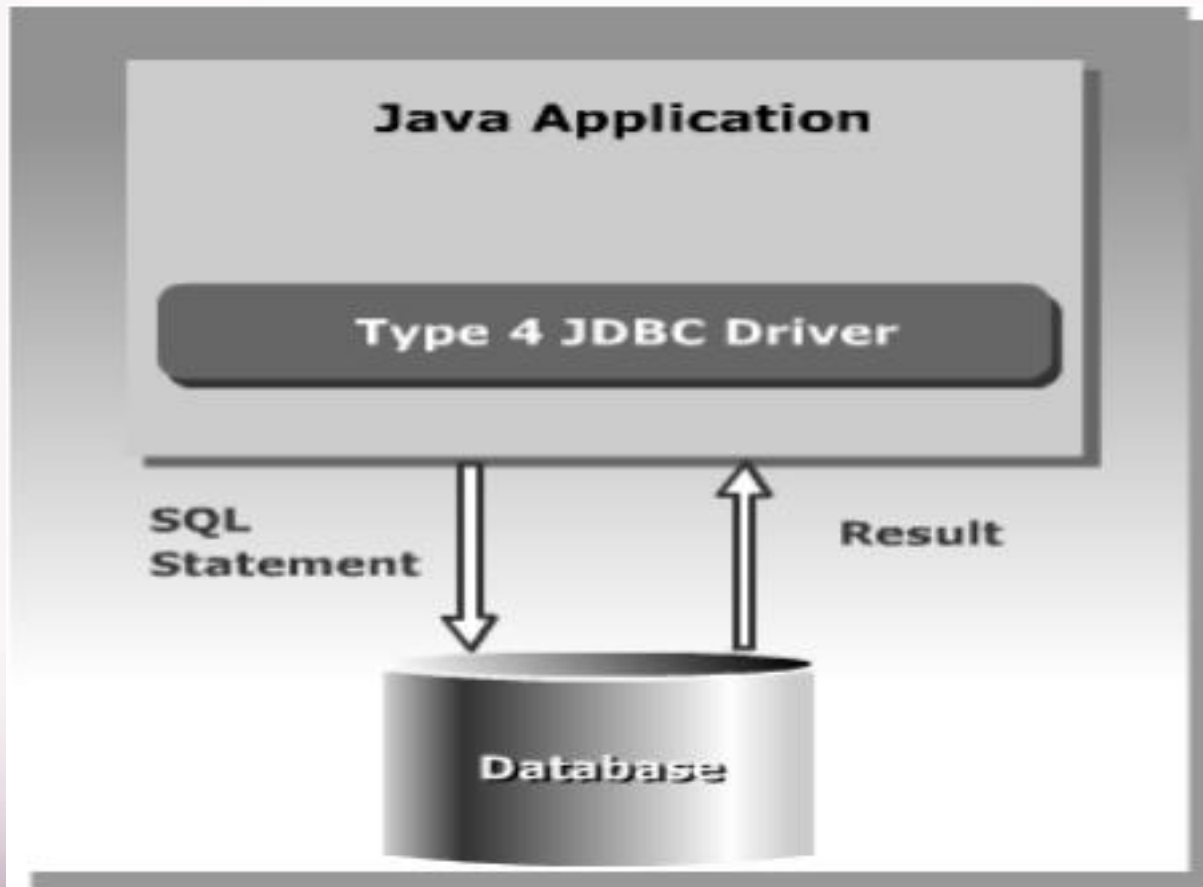 Java Application
Type 4 JDBC Driver
SQL
Statement
Result
Database